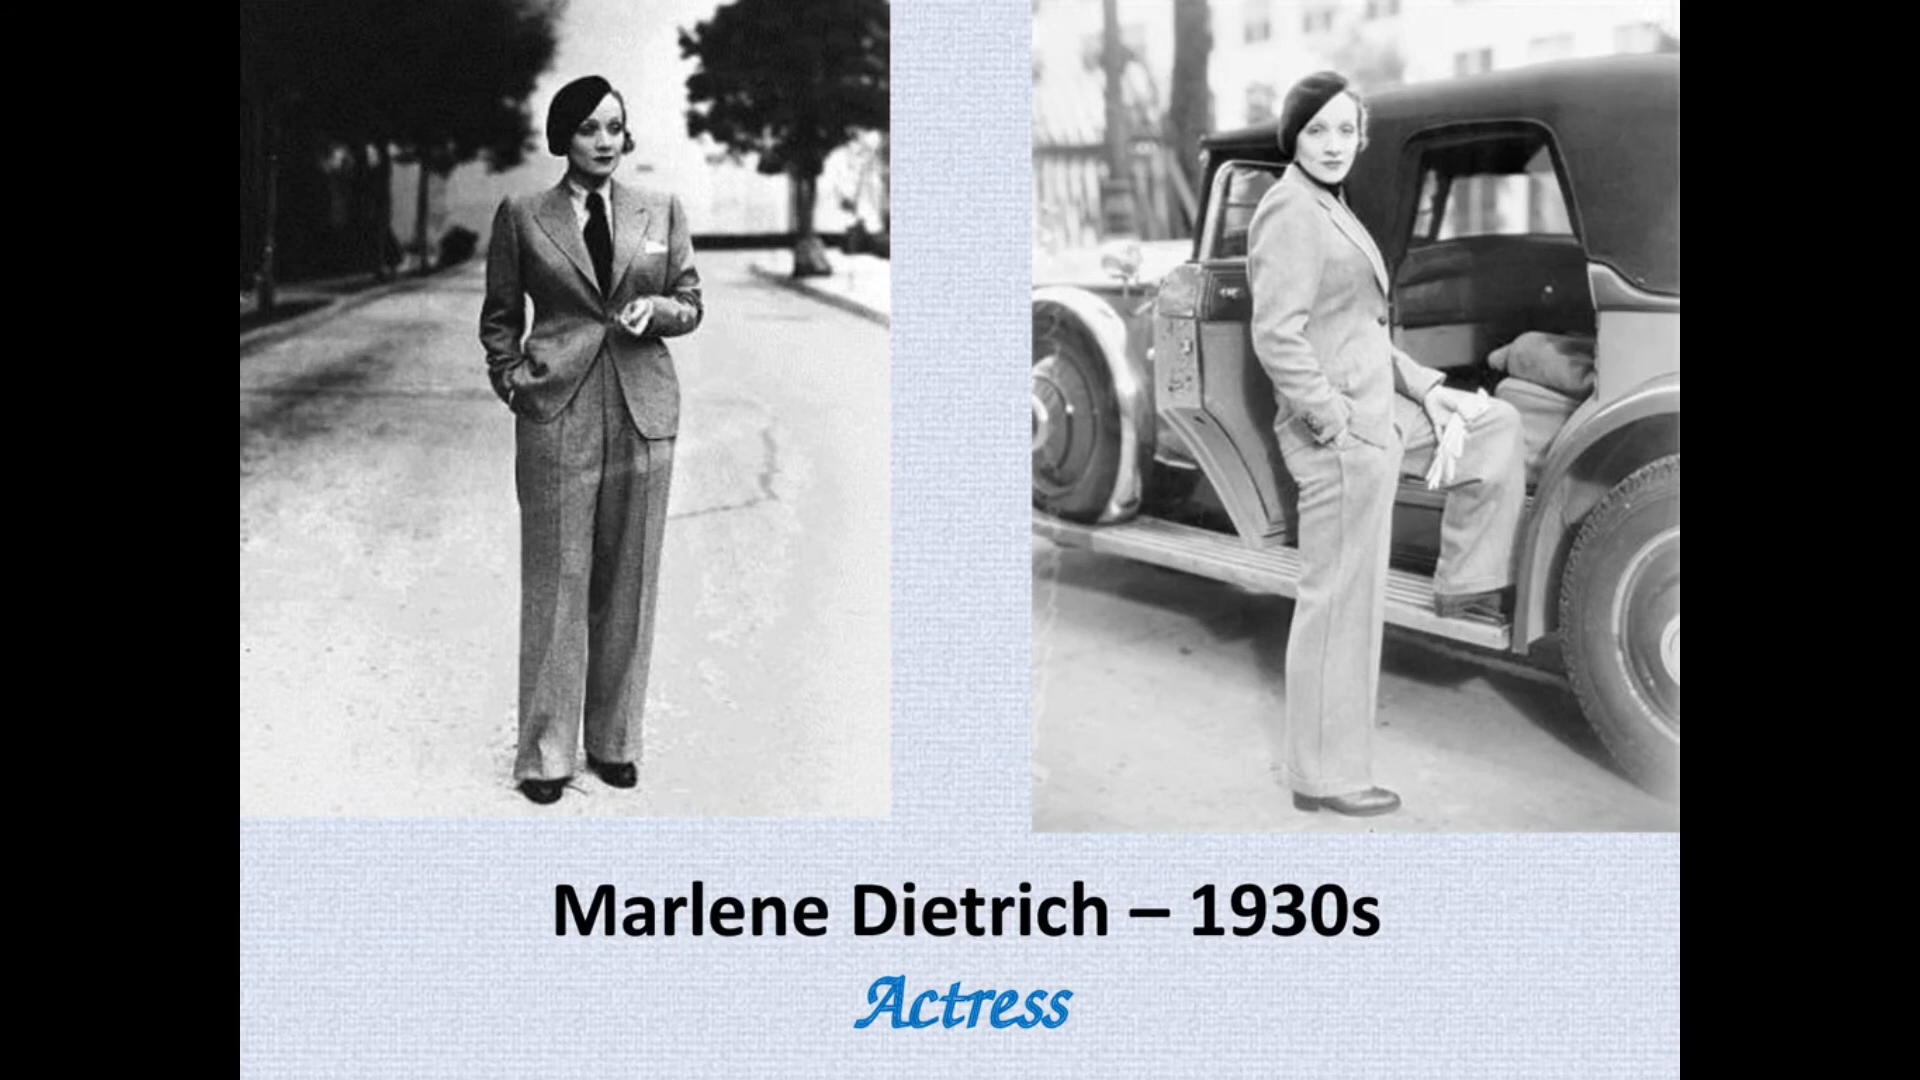 Marlene Dietrich – 1930s
Actress